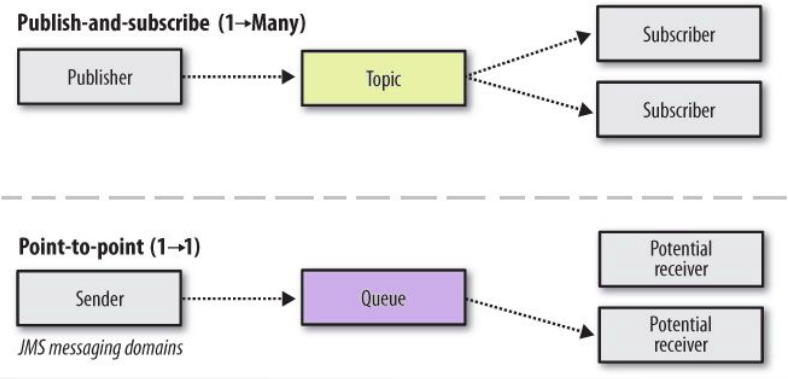 Publish-and-subscribe (1→Many)
Publisher
Topic
Subscriber
Subscriber
Point-to-point (1→1)
Sender
Queue
Potential
receiver
Potential
receiver
JMS messaging domains